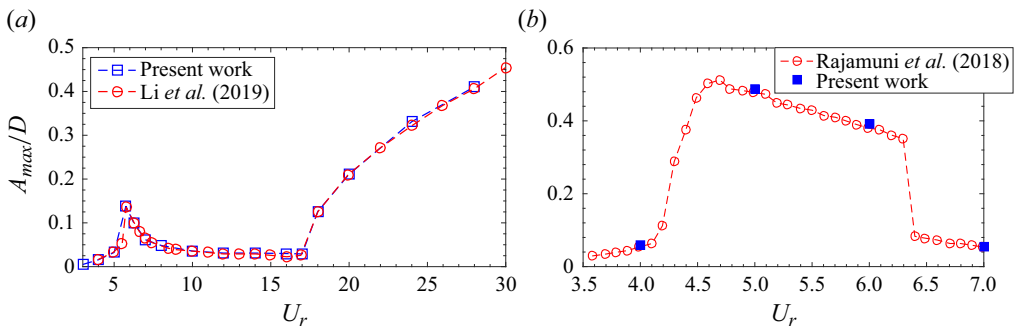 (a)
(b)
0.5
0.4
0.3
0.2
0.1
0
A_max/D
Present work
Li et al. (2019)
5 10 15 20 25 30
U_r
0.6
0.4
0.2
0
Rajamuni et al. (2018)
Present work
3.5 4.0 4.5 5.0 5.5 6.0 6.5 7.0
U_r